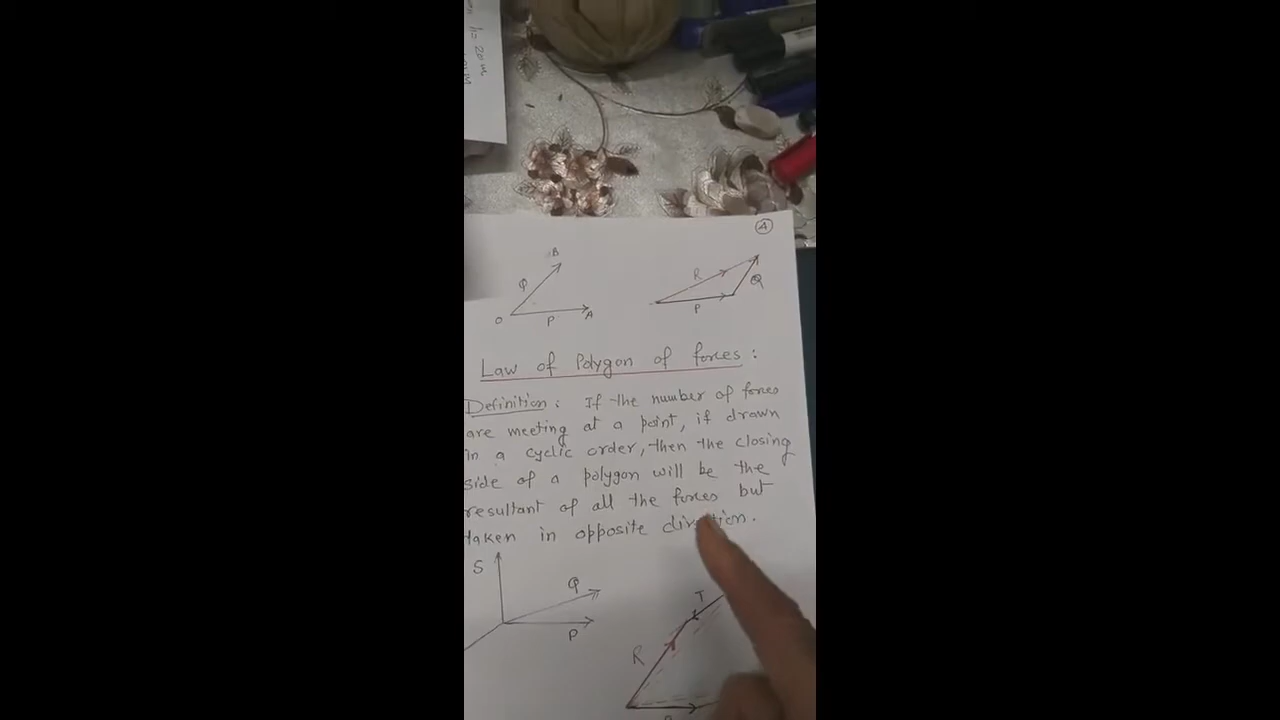 h = 20 m
A
B
Q
O
P
A
R
Q
P
Law of Polygon of forces :
Definition : If the number of forces
are meeting at a point, if drawn
in a cyclic order, then the closing
side of a polygon will be the
resultant of all the forces but
taken in opposite direction.
S
Q
P
T
R